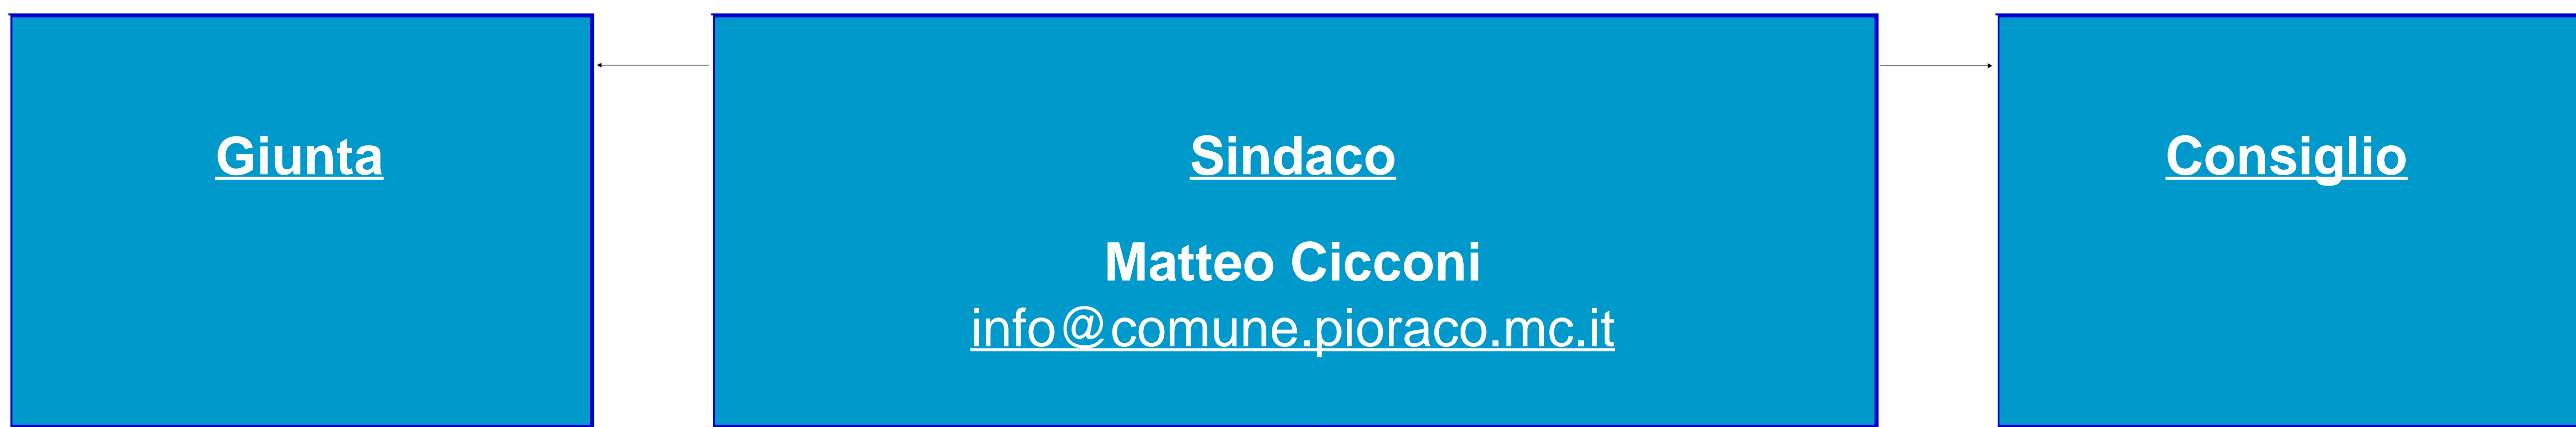 Giunta
Sindaco
Matteo Cicconi
info@comune.pioraco.mc.it
Consiglio